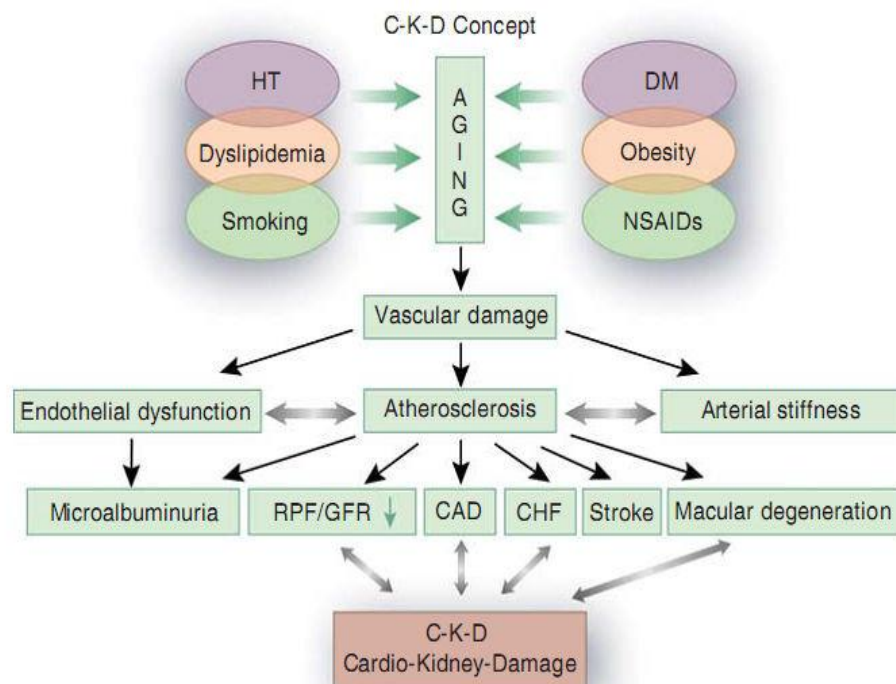 C-K-D Concept
HT
DM
Dyslipidemia
Obesity
Smoking
NSAIDs
A
G
I
N
G
Vascular damage
Endothelial dysfunction
Atherosclerosis
Arterial stiffness
Microalbuminuria
RPF/GFR ↓
CAD
CHF
Stroke
Macular degeneration
C-K-D
Cardio-Kidney-Damage